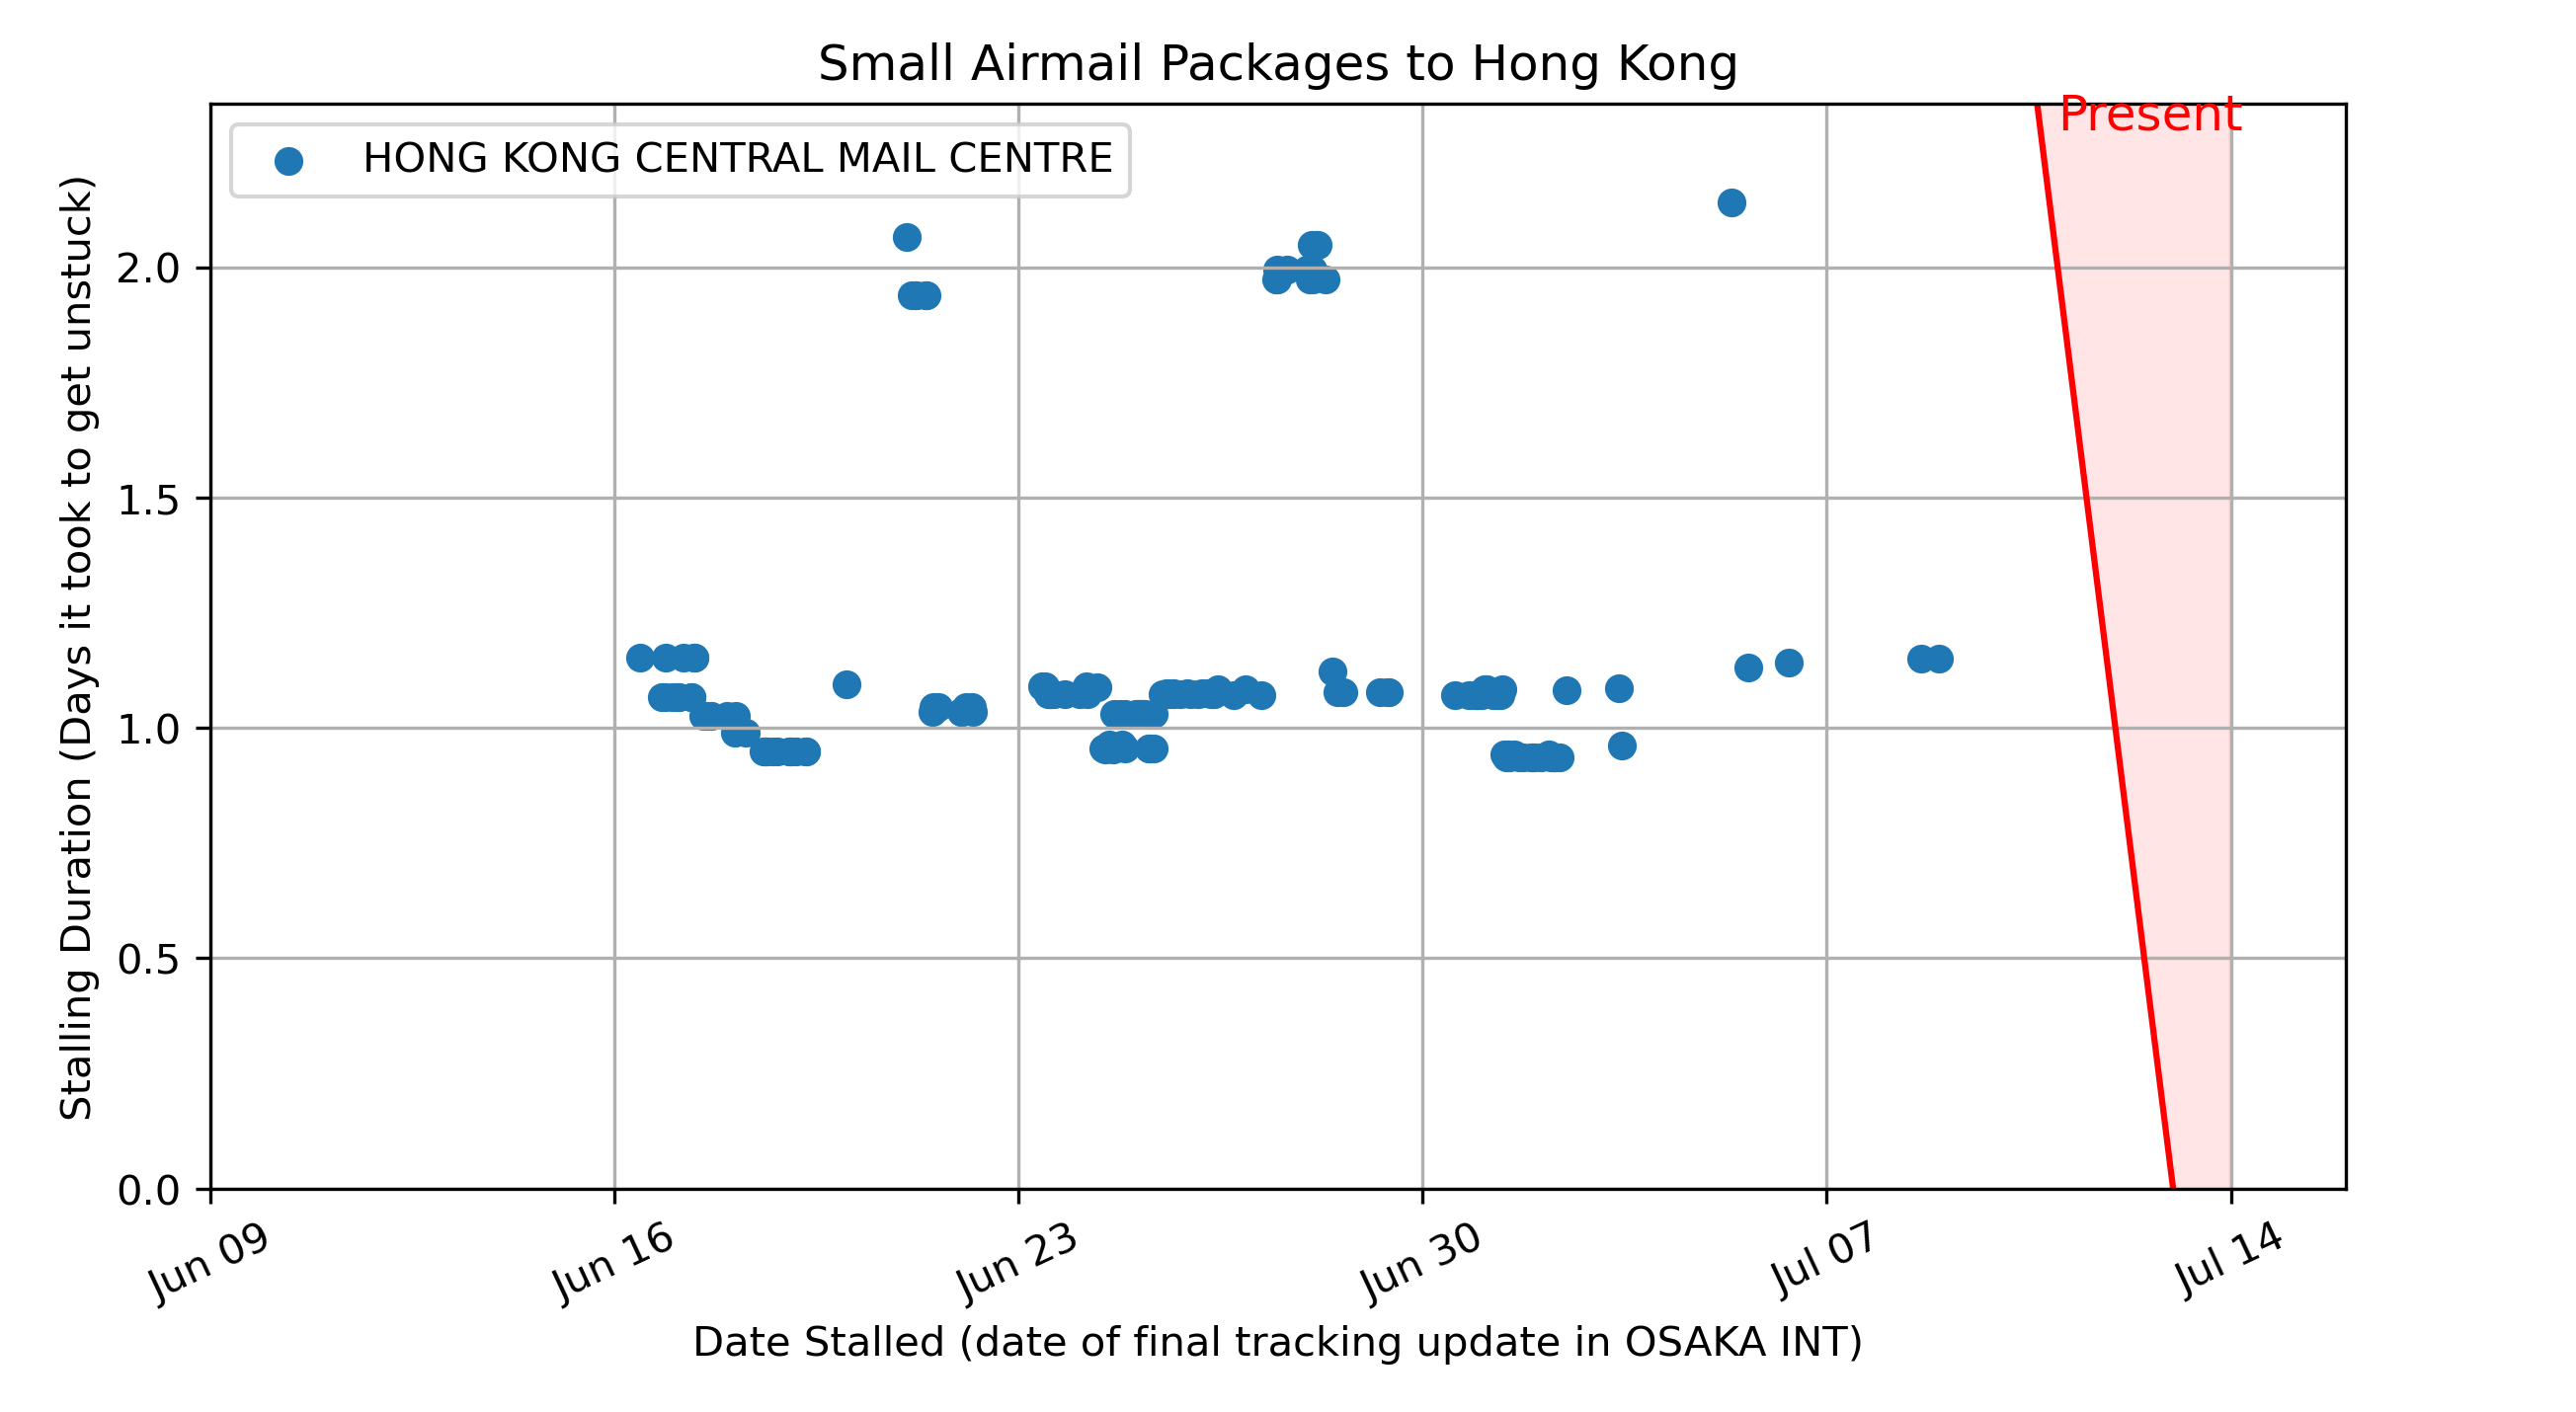 Small Airmail Packages to Hong Kong
Present
HONG KONG CENTRAL MAIL CENTRE
Stalling Duration (Days it took to get unstuck)
2.0
1.5
1.0
0.5
0.0
Jun 09
Jun 16
Jun 23
Jun 30
Jul 07
Jul 14
Date Stalled (date of final tracking update in OSAKA INT)